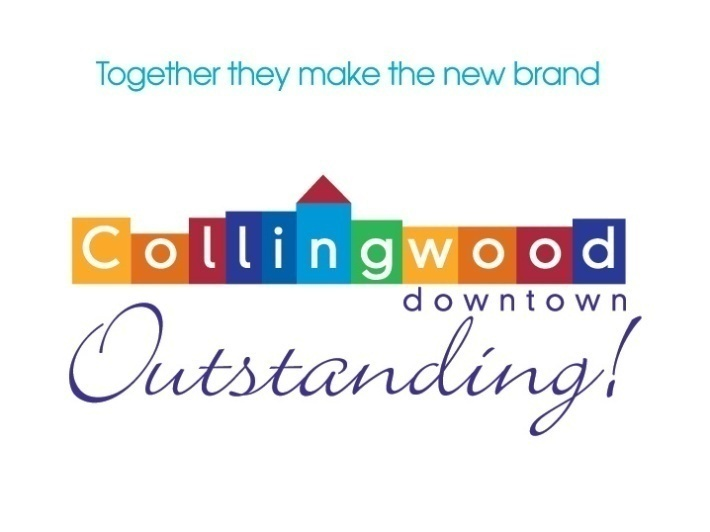 Together they make the new brand
Collingwood
downtown
Outstanding!